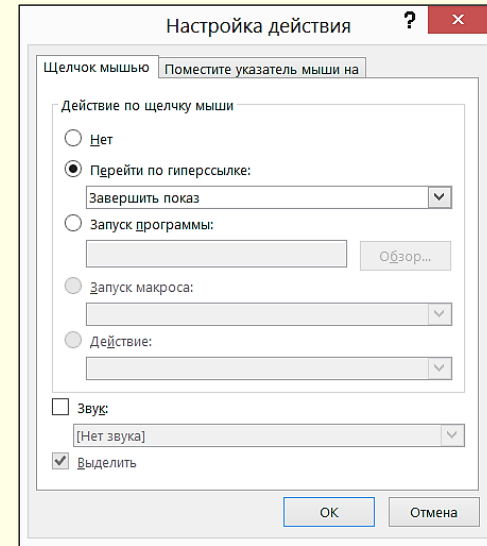 Настройка действия
Щелчок мышью Поместите указатель мыши на
Действие по щелчку мыши
Нет
Перейти по гиперссылке:
Завершить показ
Запуск программы:
Обзор...
Запуск макроса:
Действие:
Звук:
[Нет звука]
Выделить
ОК Отмена